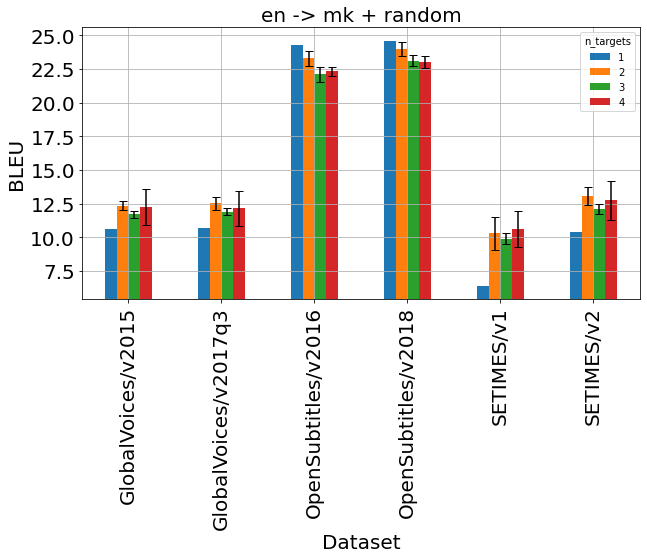 en -> mk + random
BLEU
25.0
22.5
20.0
17.5
15.0
12.5
10.0
7.5
n_targets
1
2
3
4
GlobalVoices/v2015
GlobalVoices/v2017q3
OpenSubtitles/v2016
OpenSubtitles/v2018
SETIMES/v1
SETIMES/v2
Dataset